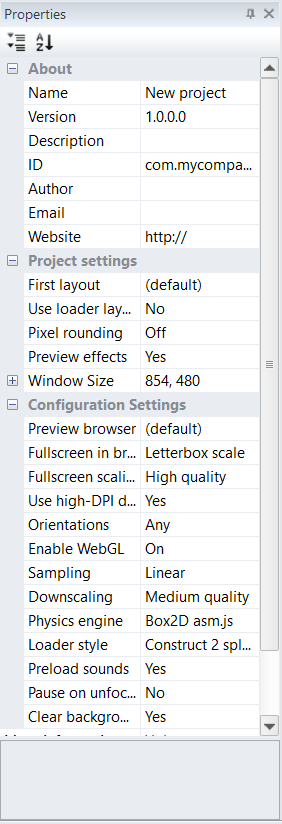 Properties
About
Name New project
Version 1.0.0.0
Description
ID com.mycompa...
Author
Email
Website http://
Project settings
First layout (default)
Use loader lay... No
Pixel rounding Off
Preview effects Yes
Window Size 854, 480
Configuration Settings
Preview browser (default)
Fullscreen in br... Letterbox scale
Fullscreen scali... High quality
Use high-DPI d... Yes
Orientations Any
Enable WebGL On
Sampling Linear
Downscaling Medium quality
Physics engine Box2D asm.js
Loader style Construct 2 spl...
Preload sounds Yes
Pause on unfoc... No
Clear backgro... Yes